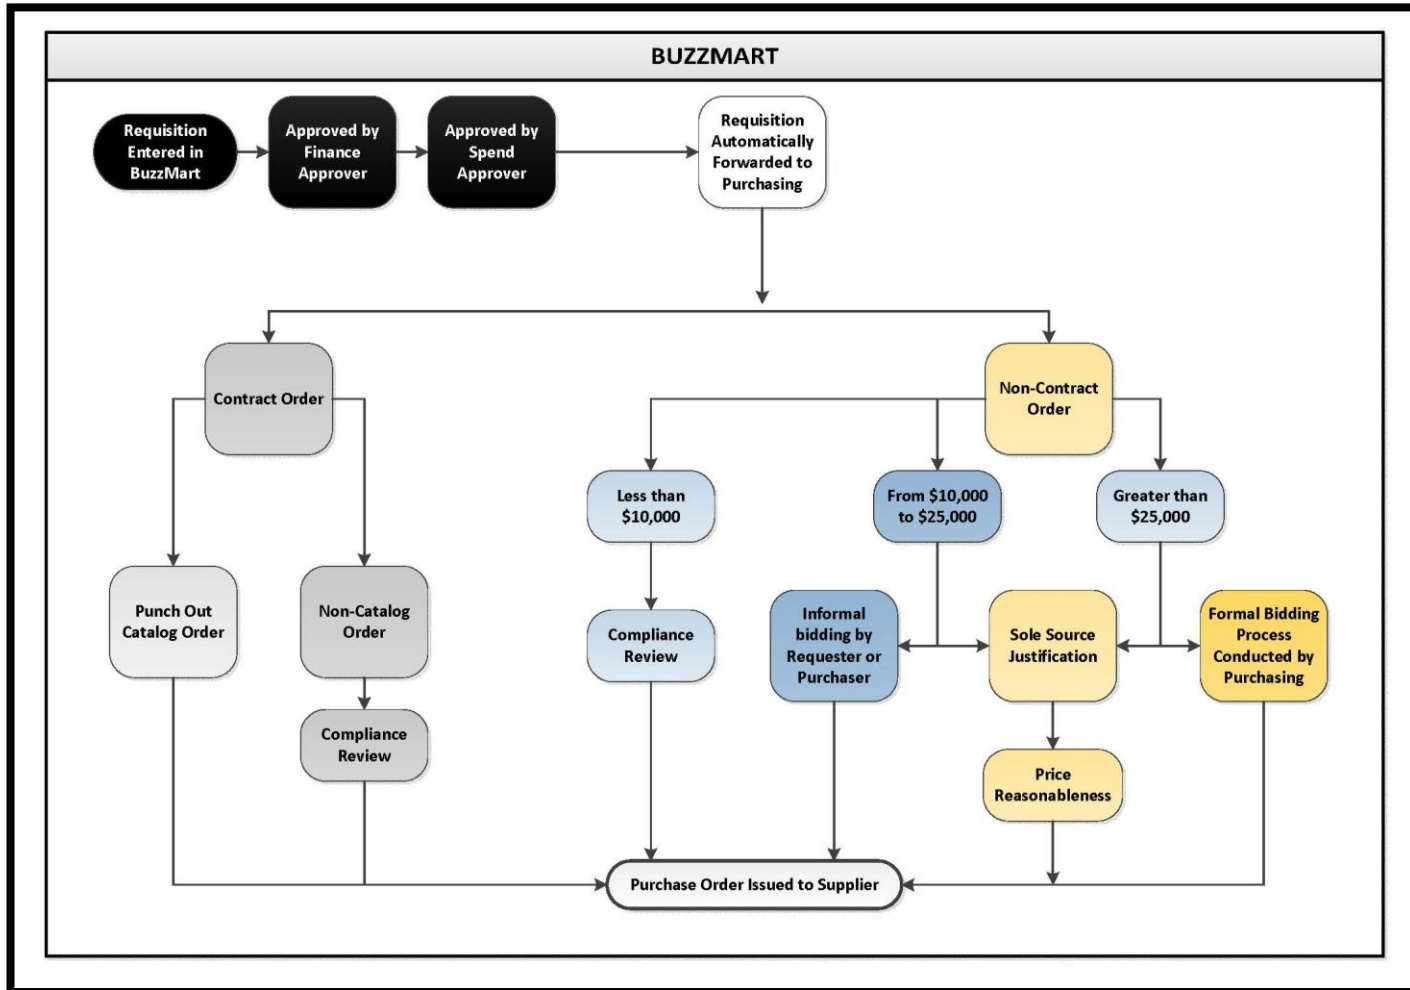 BUZZMART
Requisition
Entered in
BuzzMart
Approved by
Finance
Approver
Approved by
Spend
Approver
Requisition
Automatically
Forwarded to
Purchasing
Contract Order
Non-Contract
Order
Less than
$10,000
From $10,000
to $25,000
Greater than
$25,000
Punch Out
Catalog Order
Non-Catalog
Order
Compliance
Review
Informal
bidding by
Requester or
Purchaser
Sole Source
Justification
Formal Bidding
Process
Conducted by
Purchasing
Compliance
Review
Price
Reasonableness
Purchase Order Issued to Supplier